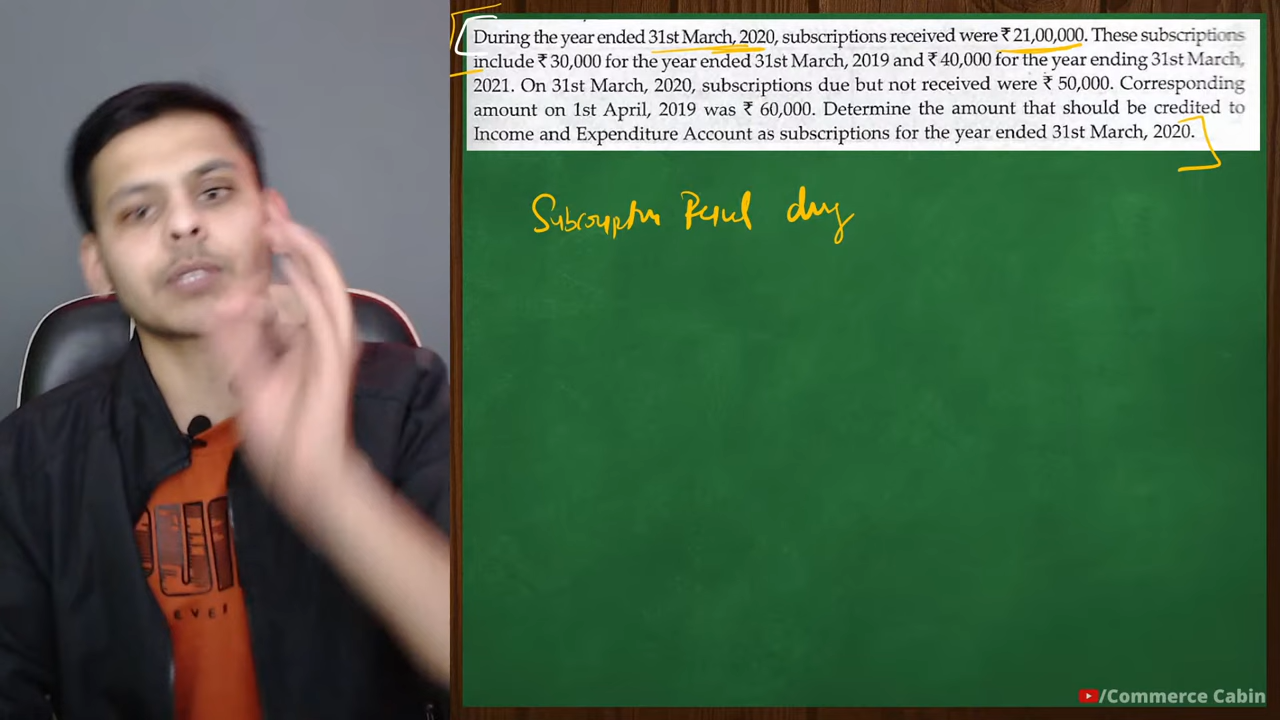 During the year ended 31st March, 2020, subscriptions received were ₹ 21,00,000. These subscriptions
include ₹ 30,000 for the year ended 31st March, 2019 and ₹ 40,000 for the year ending 31st March,
2021. On 31st March, 2020, subscriptions due but not received were ₹ 50,000. Corresponding
amount on 1st April, 2019 was ₹ 60,000. Determine the amount that should be credited to
Income and Expenditure Account as subscriptions for the year ended 31st March, 2020.
EVER
/Commerce Cabin